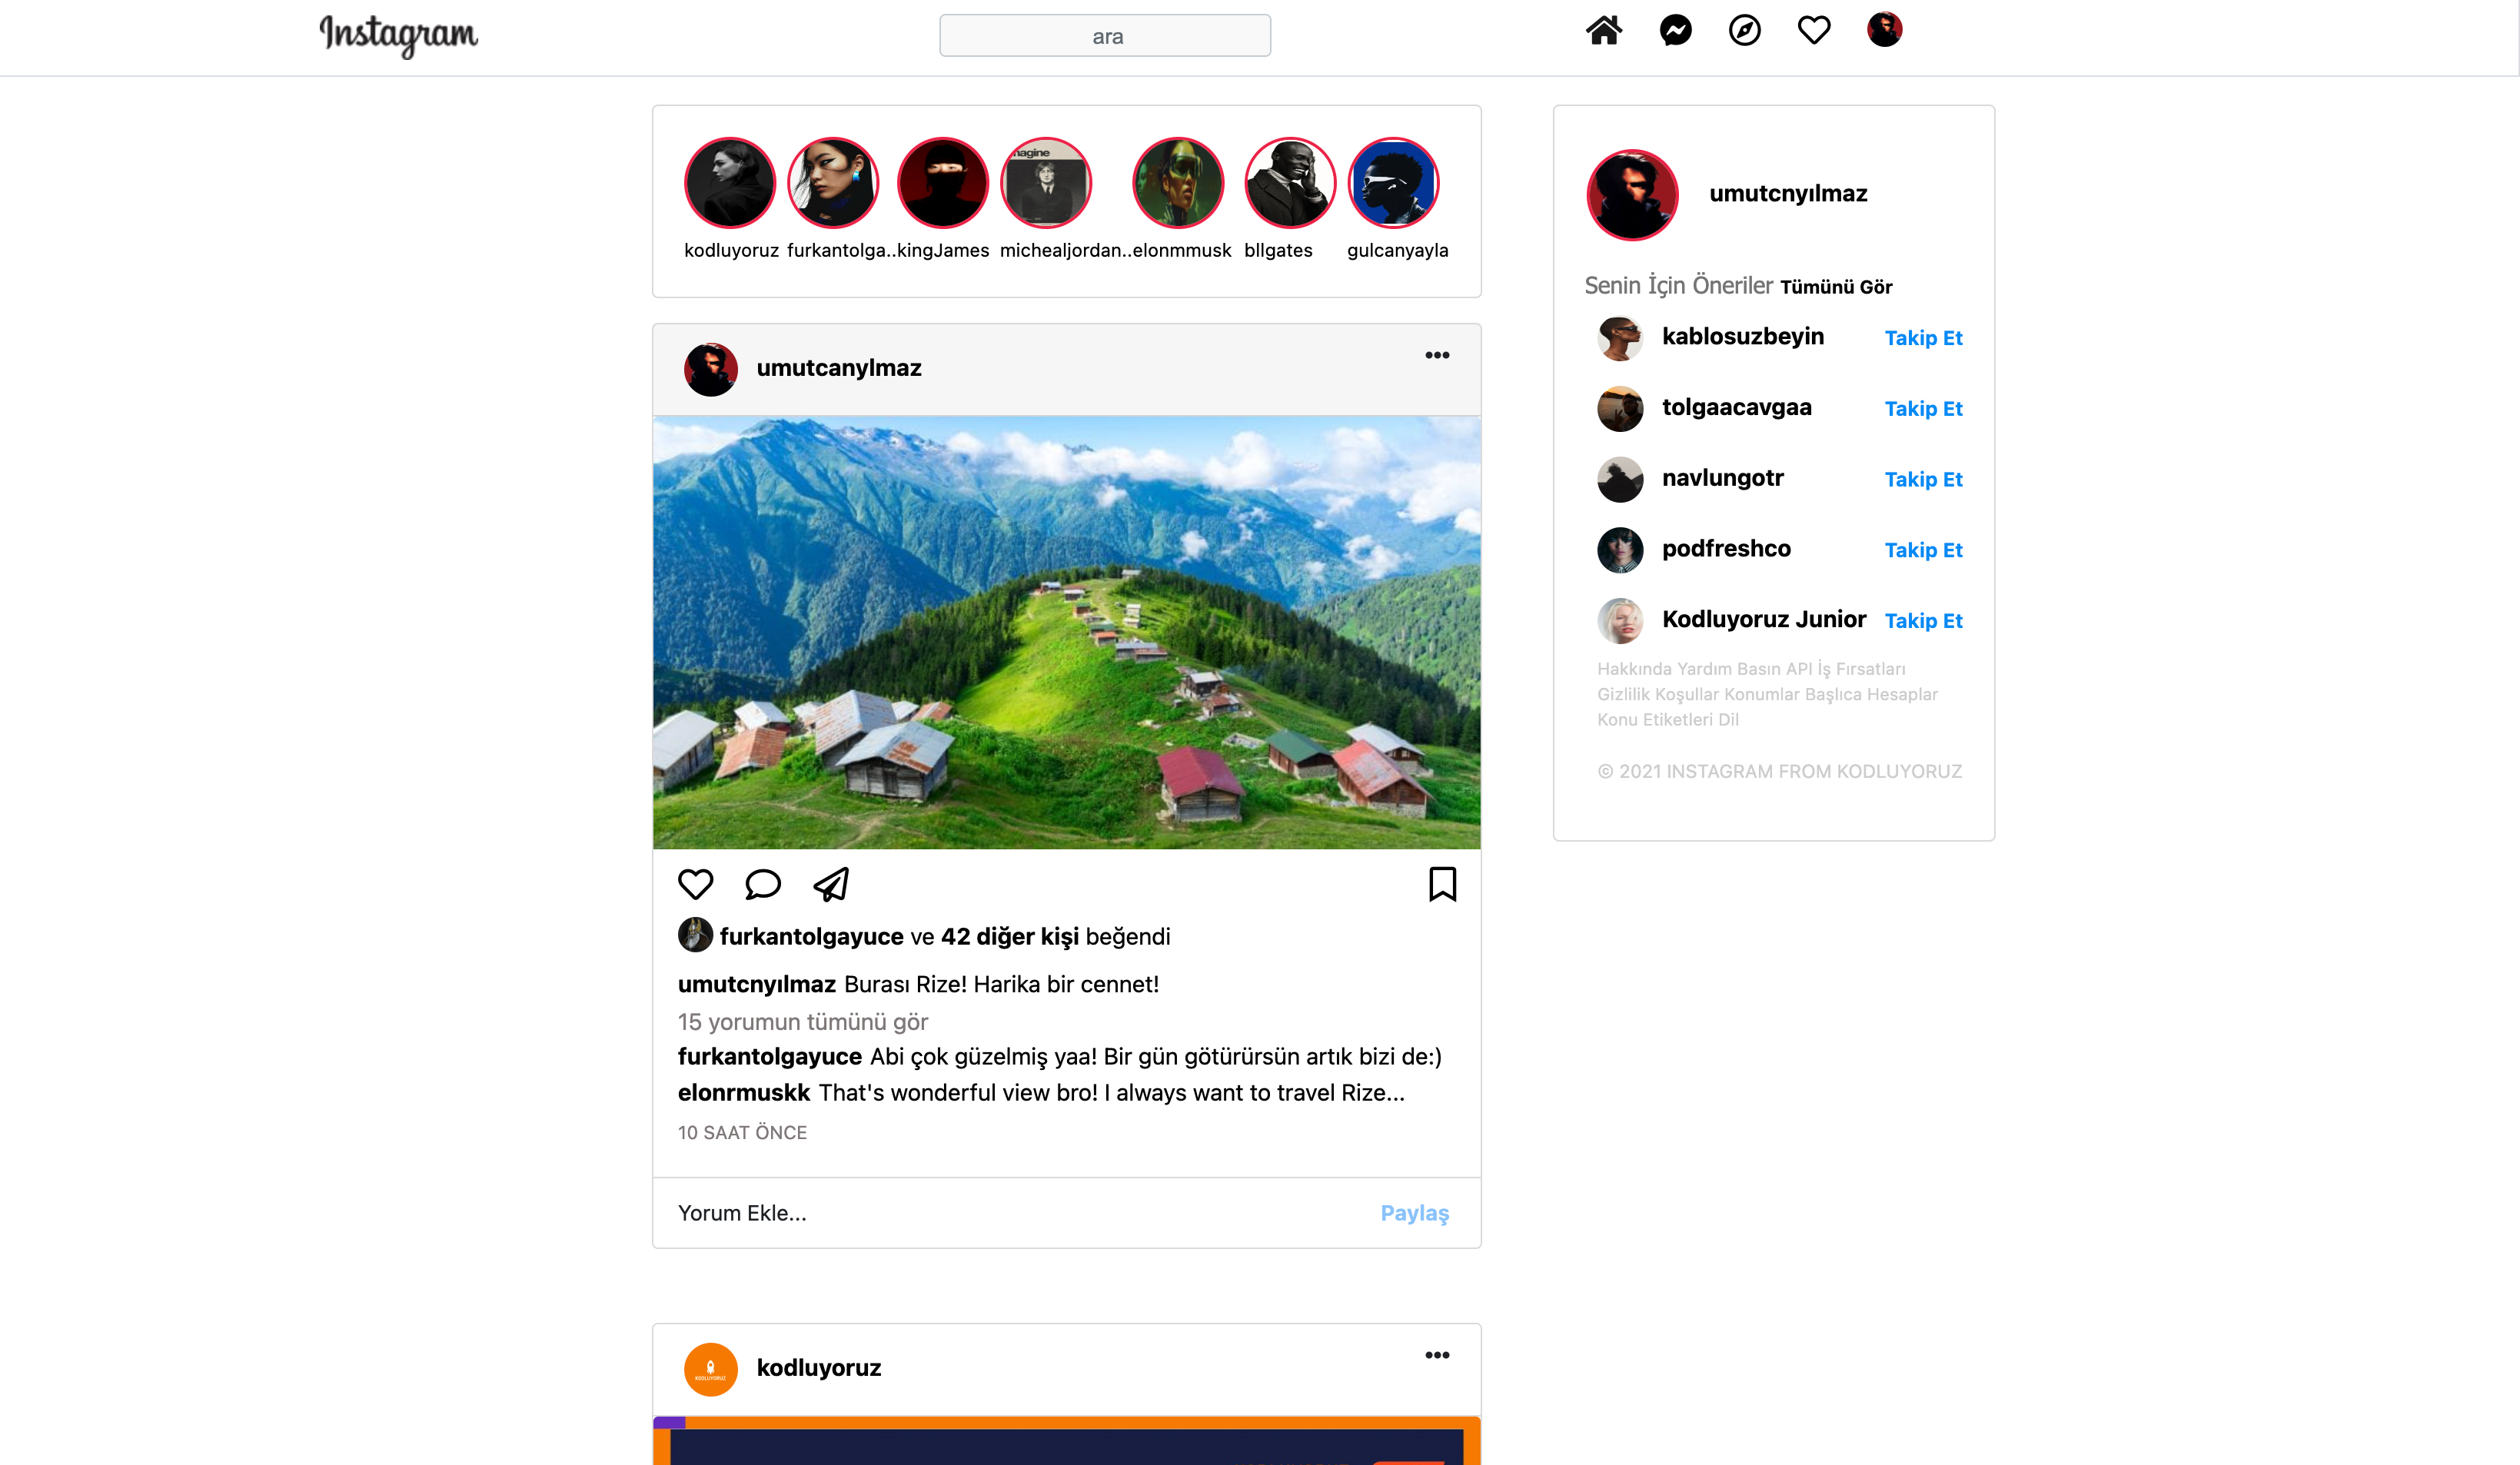 Instagram
ara
nagine
kodluyoruz furkantolga.. kingJames michealjordan.. elonmmusk bllgates gulcanyayla
umutcanylmaz
furkantolgayuce ve 42 diğer kişi beğendi
umutcnyılmaz Burası Rize! Harika bir cennet!
15 yorumun tümünü gör
furkantolgayuce Abi çok güzelmiş yaa! Bir gün götürürsün artık bizi de:)
elonrmuskk That's wonderful view bro! I always want to travel Rize...
10 SAAT ÖNCE
Yorum Ekle... Paylaş
KODLUYORUZ
kodluyoruz
umutcnyılmaz
Senin İçin Öneriler Tümünü Gör
kablosuzbeyin Takip Et
tolgaacavgaa Takip Et
navlungotr Takip Et
podfreshco Takip Et
Kodluyoruz Junior Takip Et
Hakkında Yardım Basın API İş Fırsatları
Gizlilik Koşullar Konumlar Başlıca Hesaplar
Konu Etiketleri Dil
© 2021 INSTAGRAM FROM KODLUYORUZ